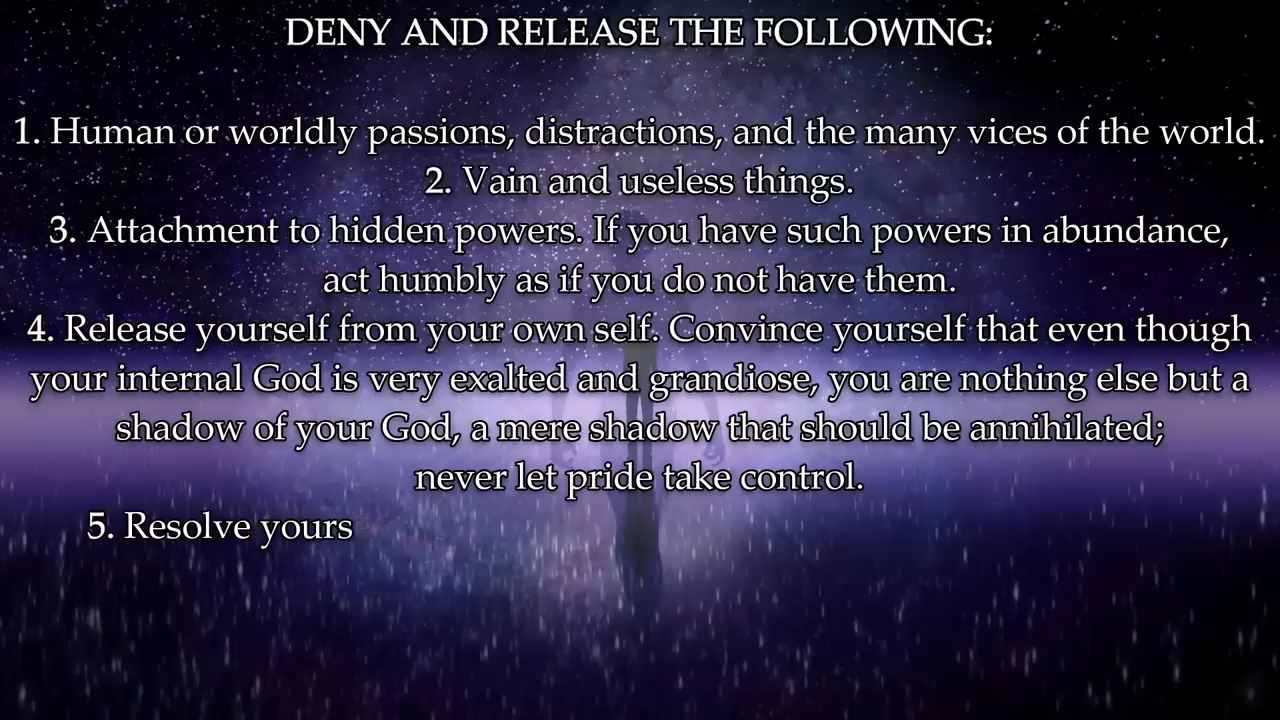 DENY AND RELEASE THE FOLLOWING:
1. Human or worldly passions, distractions, and the many vices of the world.
2. Vain and useless things.
3. Attachment to hidden powers. If you have such powers in abundance,
act humbly as if you do not have them.
4. Release yourself from your own self. Convince yourself that even though
your internal God is very exalted and grandiose, you are nothing else but a
shadow of your God, a mere shadow that should be annihilated;
never let pride take control.
5. Resolve yours